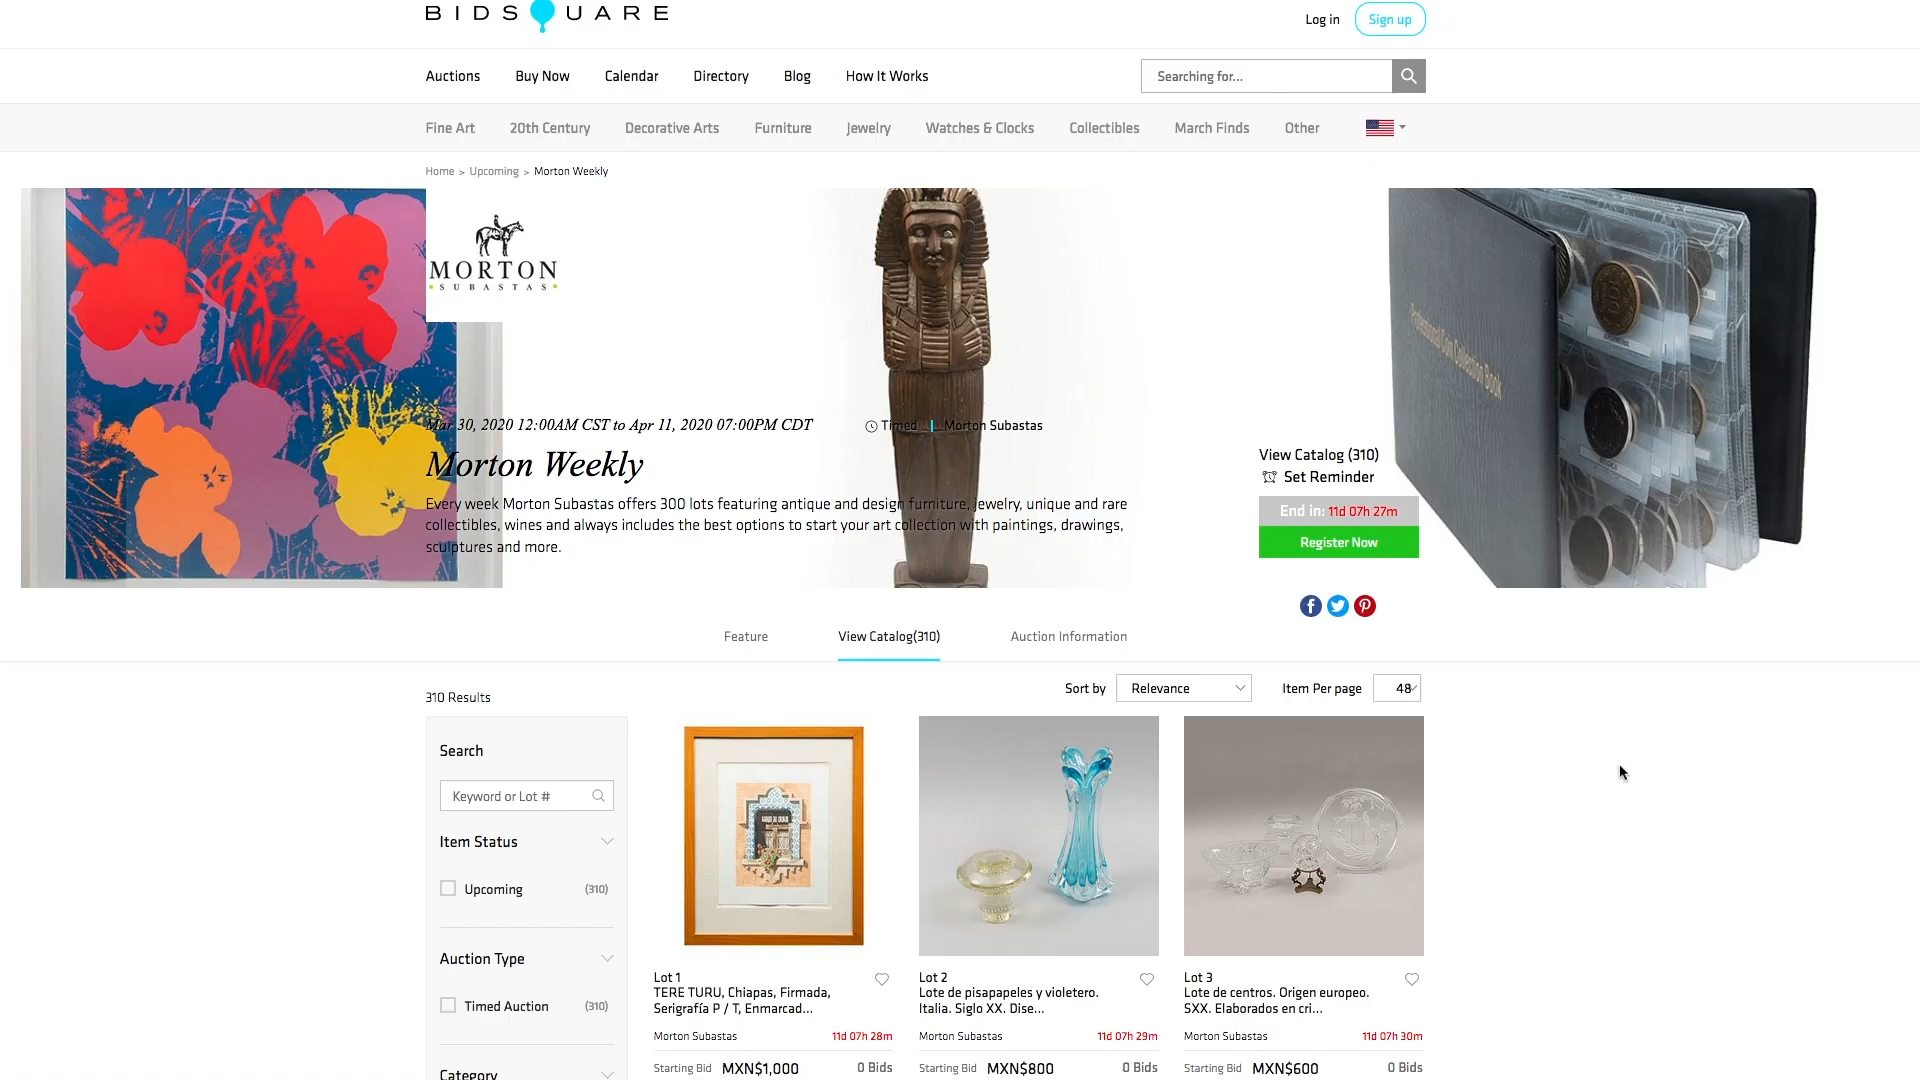 BIDSQUARE
Log in
Sign up
Auctions
Buy Now
Calendar
Directory
Blog
How It Works
Searching for...
Fine Art
20th Century
Decorative Arts
Furniture
Jewelry
Watches & Clocks
Collectibles
March Finds
Other
Home > Upcoming > Morton Weekly
MORTON
SUBASTAS
Professional Coin Collection Book
Mar 30, 2020 12:00AM CST to Apr 11, 2020 07:00PM CDT
Timed | Morton Subastas
Morton Weekly
Every week Morton Subastas offers 300 lots featuring antique and design furniture, jewelry, unique and rare
collectibles, wines and always includes the best options to start your art collection with paintings, drawings,
sculptures and more.
View Catalog (310)
Set Reminder
End in: 11d 07h 27m
Register Now
Feature
View Catalog(310)
Auction Information
310 Results
Sort by
Relevance
Item Per page
48
Search
Keyword or Lot #
Item Status
Upcoming (310)
Auction Type
Timed Auction (310)
Category
Lot 1
TERE TURU, Chiapas, Firmada,
Serigrafía P / T, Enmarcad...
Morton Subastas 11d 07h 28m
Starting Bid MXN$1,000 0 Bids
Lot 2
Lote de pisapapeles y violetero.
Italia. Siglo XX. Dise...
Morton Subastas 11d 07h 29m
Starting Bid MXN$800 0 Bids
Lot 3
Lote de centros. Origen europeo.
SXX. Elaborados en cri...
Morton Subastas 11d 07h 30m
Starting Bid MXN$600 0 Bids